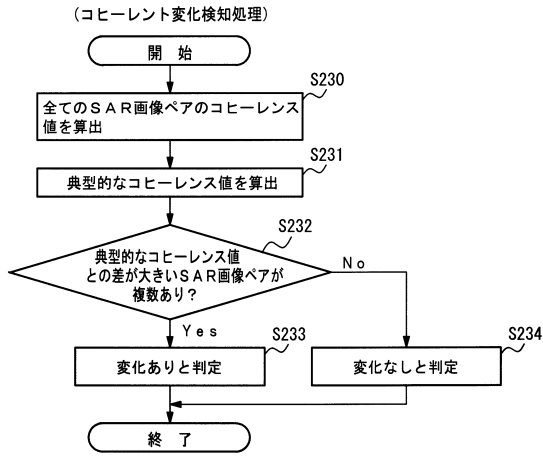 （コヒーレント変化検知処理）
開 始
S230
全てのＳＡＲ画像ペアのコヒーレンス
値を算出
S231
典型的なコヒーレンス値を算出
S232
典型的なコヒーレンス値
との差が大きいＳＡＲ画像ペアが
複数あり？
No
Yes
S233
変化ありと判定
S234
変化なしと判定
終 了